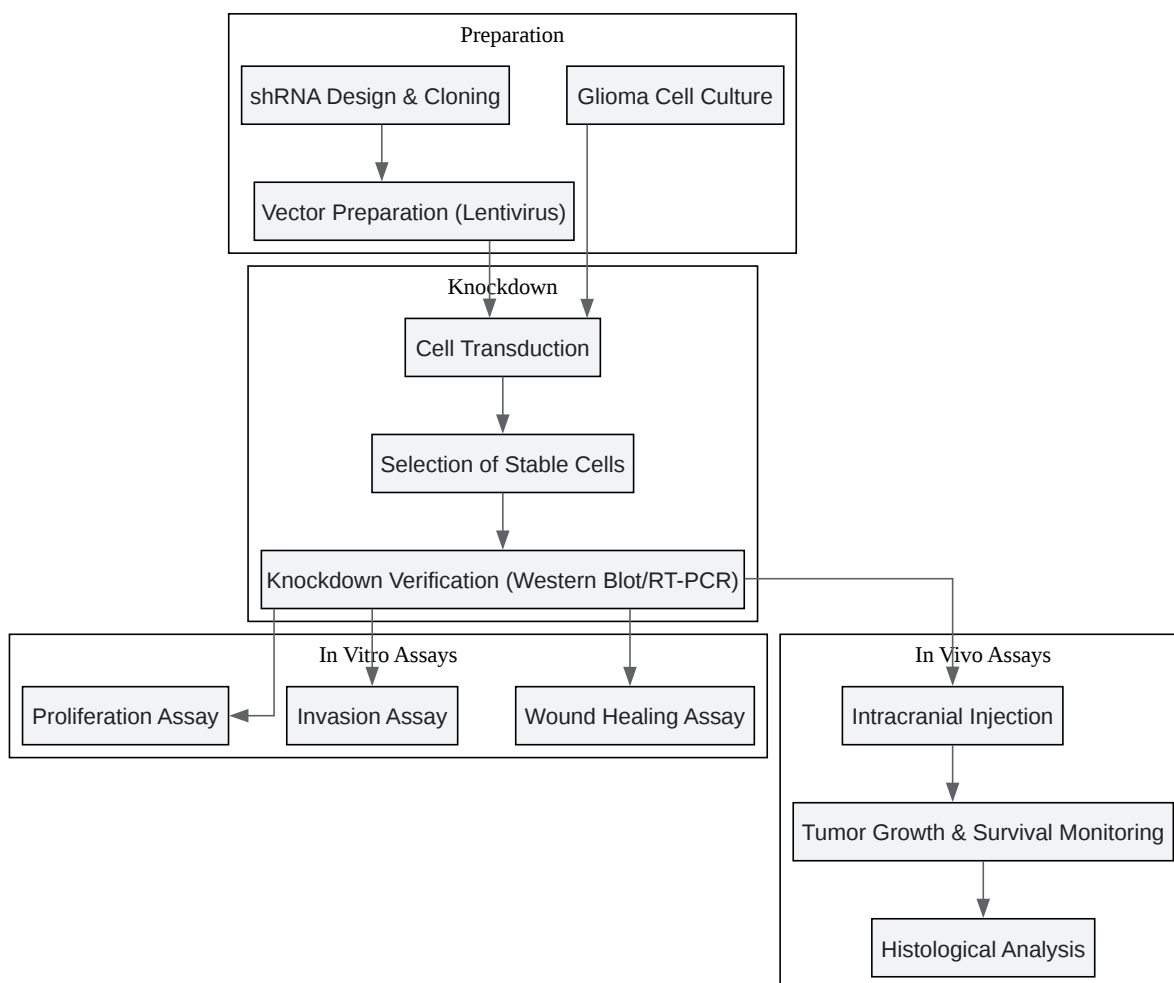 Preparation
shRNA Design & Cloning
Glioma Cell Culture
Vector Preparation (Lentivirus)
Knockdown
Cell Transduction
Selection of Stable Cells
Knockdown Verification (Western Blot/RT-PCR)
In Vitro Assays
Proliferation Assay
Invasion Assay
Wound Healing Assay
In Vivo Assays
Intracranial Injection
Tumor Growth & Survival Monitoring
Histological Analysis